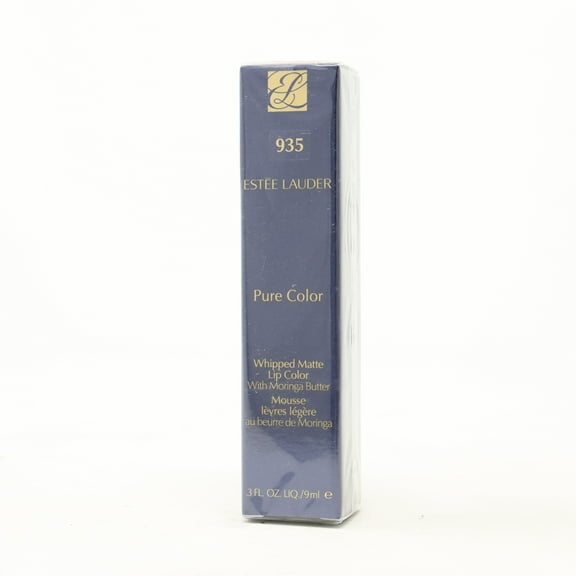 EL
935
ESTĒE LAUDER
Pure Color
Whipped Matte
Lip Color
With Moringa Butter
Mousse
lèvres légère
au beurre de Moringa
.3 FL. OZ. LIQ./9ml ℮